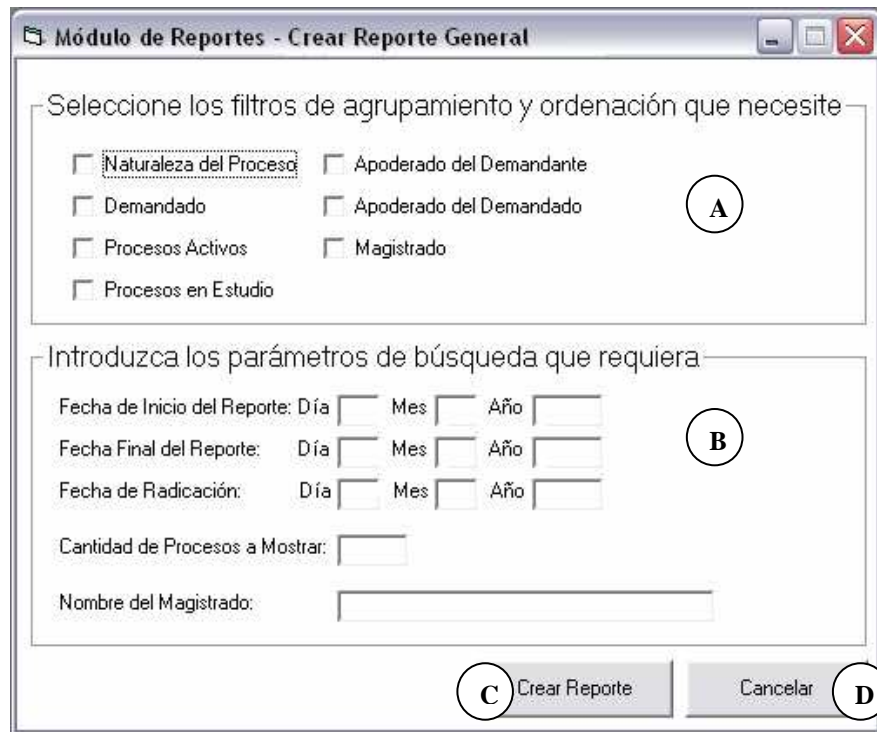 Módulo de Reportes - Crear Reporte General
Seleccione los filtros de agrupamiento y ordenación que necesite
Naturaleza del Proceso Apoderado del Demandante
Demandado Apoderado del Demandado
A
Procesos Activos Magistrado
Procesos en Estudio
Introduzca los parámetros de búsqueda que requiera
Fecha de Inicio del Reporte: Día Mes Año
Fecha Final del Reporte: Día Mes Año
B
Fecha de Radicación: Día Mes Año
Cantidad de Procesos a Mostrar:
Nombre del Magistrado:
C Crear Reporte Cancelar D